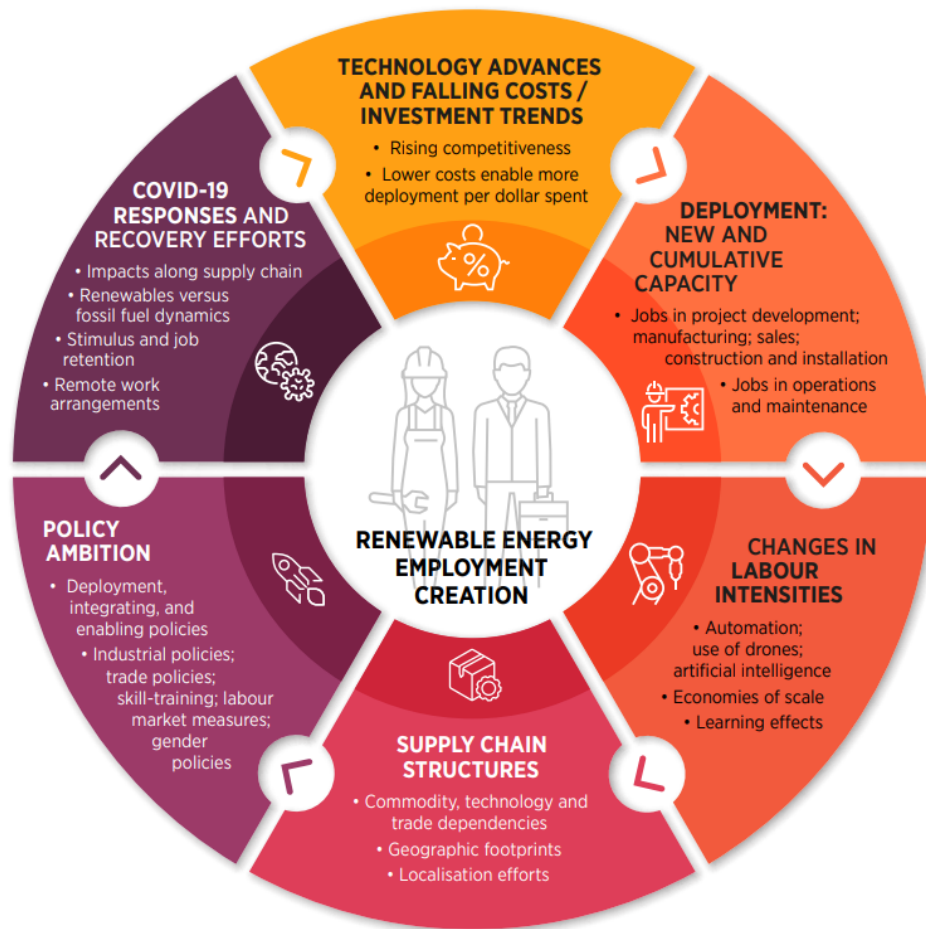 TECHNOLOGY ADVANCES
AND FALLING COSTS /
INVESTMENT TRENDS
• Rising competitiveness
• Lower costs enable more
deployment per dollar spent
%
DEPLOYMENT:
NEW AND
CUMULATIVE
CAPACITY
• Jobs in project development;
manufacturing; sales;
construction and installation
• Jobs in operations
and maintenance
CHANGES IN
LABOUR
INTENSITIES
• Automation;
use of drones;
artificial intelligence
• Economies of scale
• Learning effects
SUPPLY CHAIN
STRUCTURES
• Commodity, technology and
trade dependencies
• Geographic footprints
• Localisation efforts
POLICY
AMBITION
• Deployment,
integrating, and
enabling policies
• Industrial policies;
trade policies;
skill-training; labour
market measures;
gender
policies
COVID-19
RESPONSES AND
RECOVERY EFFORTS
• Impacts along supply chain
• Renewables versus
fossil fuel dynamics
• Stimulus and job
retention
• Remote work
arrangements
RENEWABLE ENERGY
EMPLOYMENT
CREATION